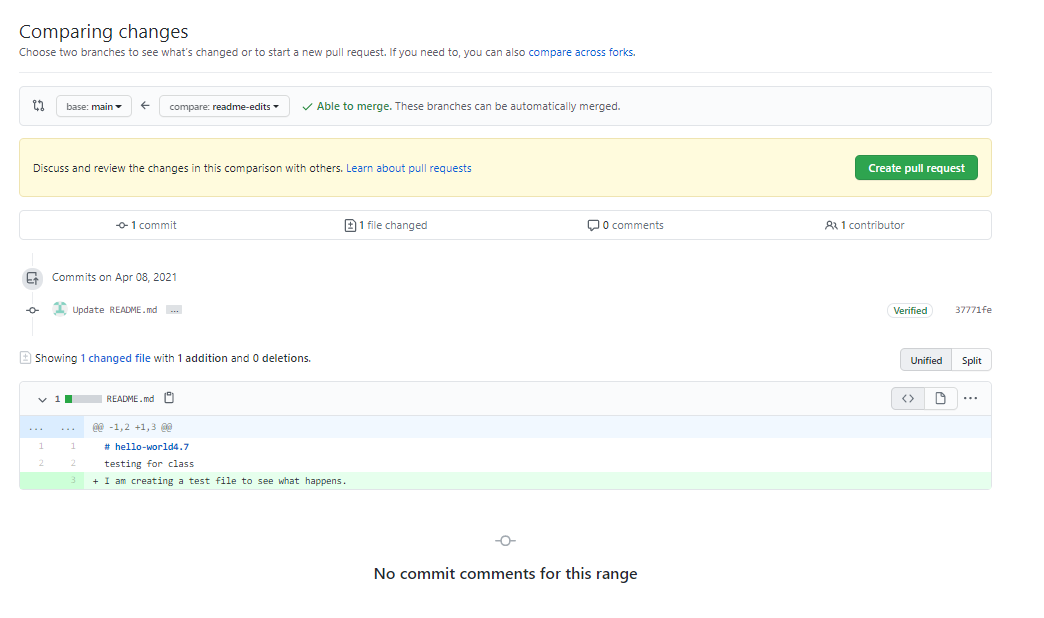 Comparing changes
Choose two branches to see what's changed or to start a new pull request. If you need to, you can also compare across forks.
base: main compare: readme-edits Able to merge. These branches can be automatically merged.
Discuss and review the changes in this comparison with others. Learn about pull requests Create pull request
1 commit 1 file changed 0 comments 1 contributor
Commits on Apr 08, 2021
Update README.md ... Verified 37771fe
Showing 1 changed file with 1 addition and 0 deletions. Unified Split
1 README.md
... ... @@ -1,2 +1,3 @@
1 1 # hello-world4.7
2 2 testing for class
3 + I am creating a test file to see what happens.
No commit comments for this range